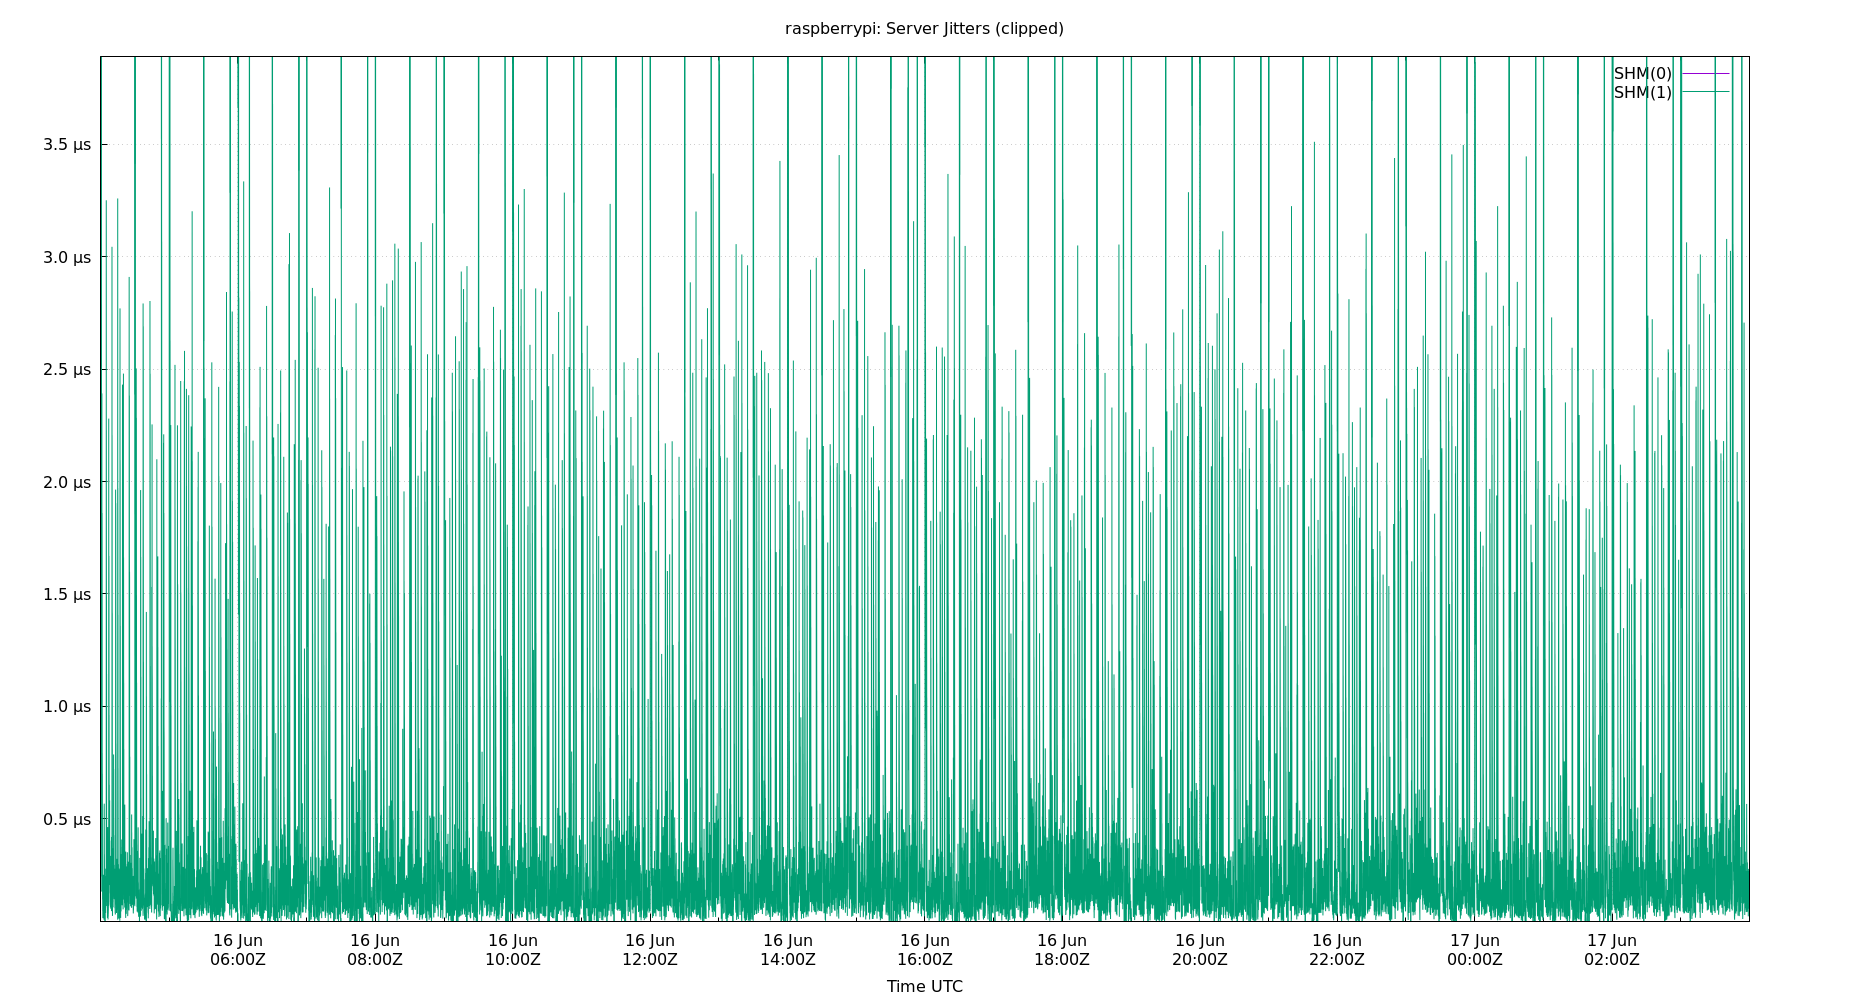 raspberrypi: Server Jitters (clipped)
SHM(0)
SHM(1)
3.5 µs
3.0 µs
2.5 µs
2.0 µs
1.5 µs
1.0 µs
0.5 µs
16 Jun 16 Jun 16 Jun 16 Jun 16 Jun 16 Jun 16 Jun 16 Jun 16 Jun 17 Jun 17 Jun
06:00Z 08:00Z 10:00Z 12:00Z 14:00Z 16:00Z 18:00Z 20:00Z 22:00Z 00:00Z 02:00Z
Time UTC